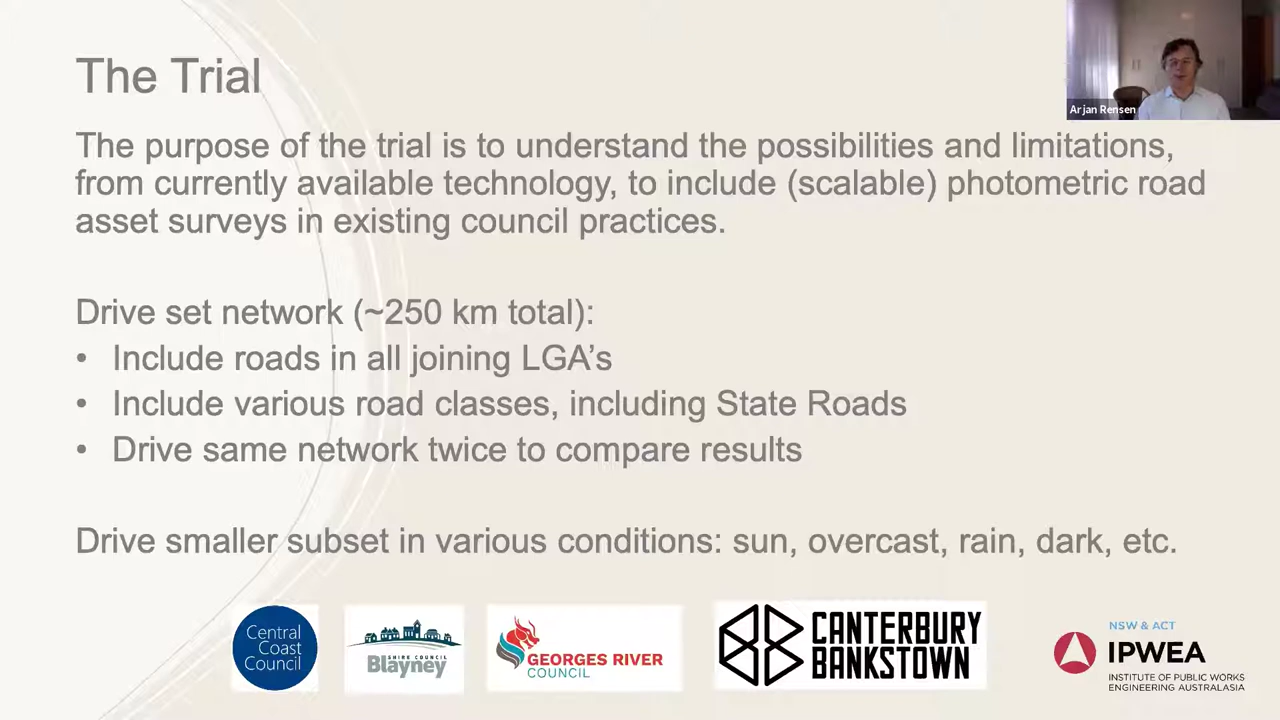 The Trial
Arjan Rensen
The purpose of the trial is to understand the possibilities and limitations,
from currently available technology, to include (scalable) photometric road
asset surveys in existing council practices.
Drive set network (~250 km total):
• Include roads in all joining LGA’s
• Include various road classes, including State Roads
• Drive same network twice to compare results
Drive smaller subset in various conditions: sun, overcast, rain, dark, etc.
Central
Coast
Council
SHIRE COUNCIL
Blayney
GEORGES RIVER
COUNCIL
CANTERBURY
BANKSTOWN
NSW & ACT
IPWEA
INSTITUTE OF PUBLIC WORKS
ENGINEERING AUSTRALASIA